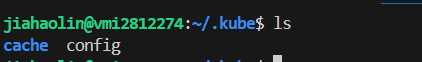 jiahaolin@vmi2812274:~/.kube$ ls
cache  config